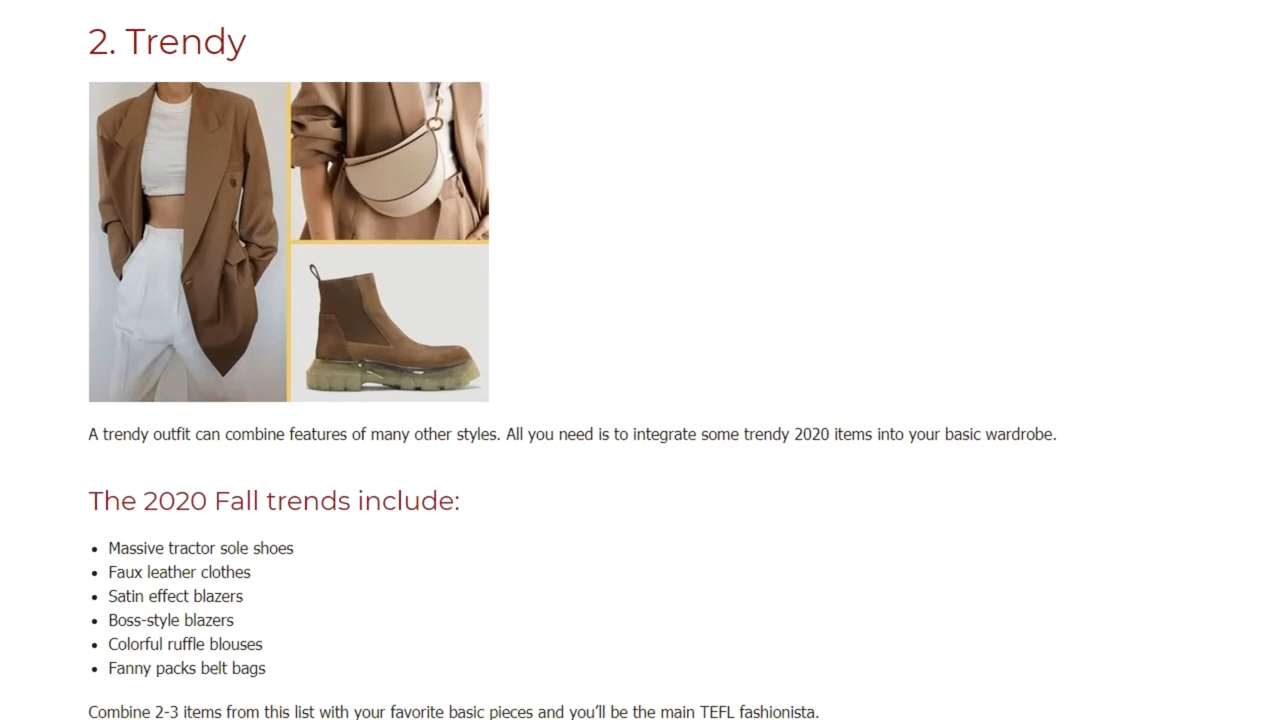 2. Trendy
A trendy outfit can combine features of many other styles. All you need is to integrate some trendy 2020 items into your basic wardrobe.
The 2020 Fall trends include:
• Massive tractor sole shoes
• Faux leather clothes
• Satin effect blazers
• Boss-style blazers
• Colorful ruffle blouses
• Fanny packs belt bags
Combine 2-3 items from this list with your favorite basic pieces and you’ll be the main TEFL fashionista.